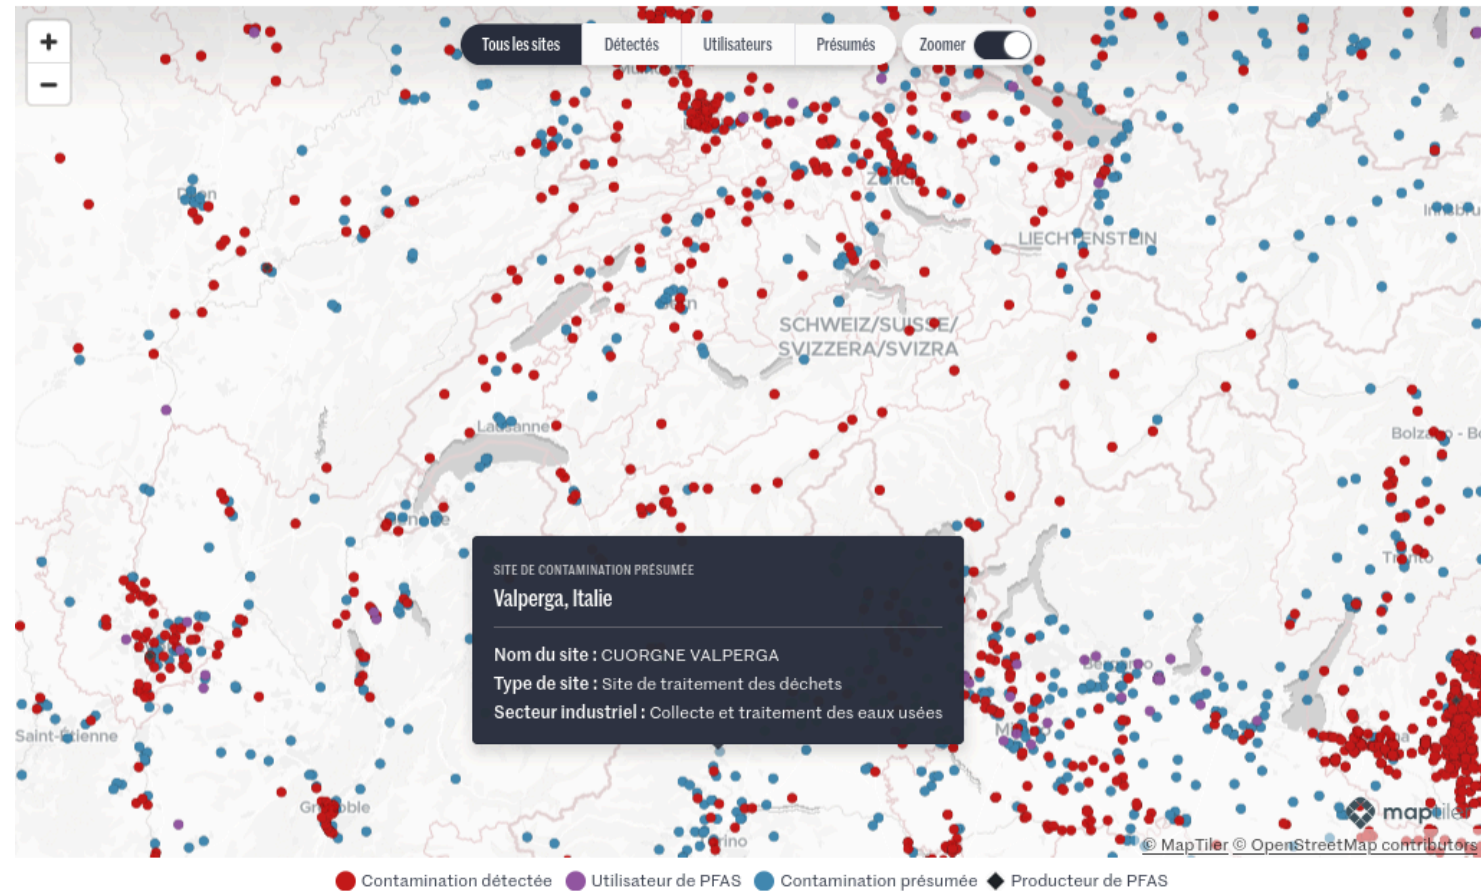 +
−
Tous les sites
Détectés
Utilisateurs
Présumés
Zoomer
Zürich
LIECHTENSTEIN
SCHWEIZ/SUISSE/
SVIZZERA/SVIZRA
Lausanne
SITE DE CONTAMINATION PRÉSUMÉE
Valperga, Italie
Nom du site : CUORGNE VALPERGA
Type de site : Site de traitement des déchets
Secteur industriel : Collecte et traitement des eaux usées
Saint-Étienne
Grenoble
maptiler
© MapTiler © OpenStreetMap contributors
Contamination détectée
Utilisateur de PFAS
Contamination présumée
Producteur de PFAS